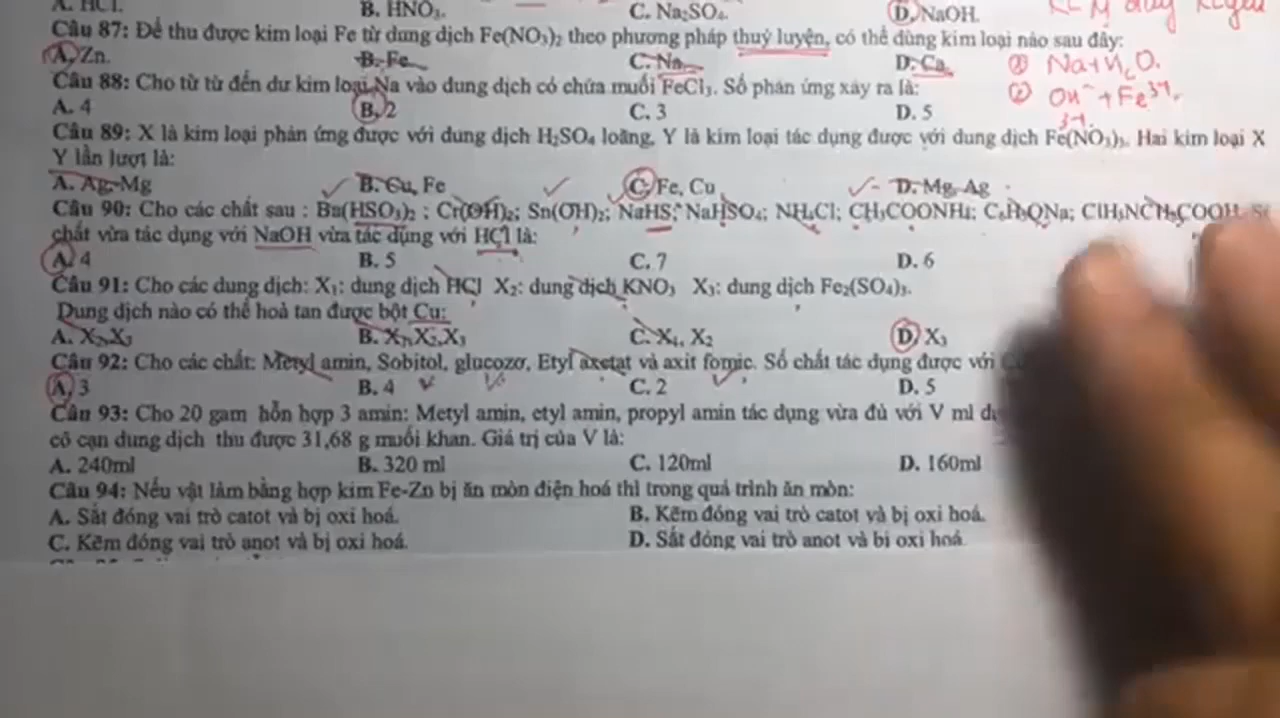 A. HCl. B. HNO₃. C. Na₂SO₄. D. NaOH.
Câu 87: Để thu được kim loại Fe từ dung dịch Fe(NO₃)₂ theo phương pháp thuỷ luyện, có thể dùng kim loại nào sau đây:
A. Zn. B. Fe C. Na D. Ca
② Na + H₂O.
Câu 88: Cho từ từ đến dư kim loại Na vào dung dịch có chứa muối FeCl₃. Số phản ứng xảy ra là:
② OH⁻ + Fe³⁺.
A. 4 B. 2 C. 3 D. 5
3+
Câu 89: X là kim loại phản ứng được với dung dịch H₂SO₄ loãng, Y là kim loại tác dụng được với dung dịch Fe(NO₃)₃. Hai kim loại X
Y lần lượt là:
A. Ag, Mg B. Cu, Fe C. Fe, Cu D. Mg, Ag
Câu 90: Cho các chất sau : Ba(HSO₃)₂ ; Cr(OH)₂; Sn(OH)₂; NaHS; NaHSO₄; NH₄Cl; CH₃COONH₄; C₆H₅ONa; ClH₃NCH₂COOH.
chất vừa tác dụng với NaOH vừa tác dụng với HCl là:
A. 4 B. 5 C. 7 D. 6
Câu 91: Cho các dung dịch: X₁: dung dịch HCl X₂: dung dịch KNO₃ X₃: dung dịch Fe₂(SO₄)₃.
Dung dịch nào có thể hoà tan được bột Cu:
A. X₂,X₃ B. X₁,X₂,X₃ C. X₁, X₂ D. X₃
Câu 92: Cho các chất: Metyl amin, Sobitol, glucozơ, Etyl axetat và axit fomic. Số chất tác dụng được với
A. 3 B. 4 C. 2 D. 5
Câu 93: Cho 20 gam hỗn hợp 3 amin: Metyl amin, etyl amin, propyl amin tác dụng vừa đủ với V ml
cô cạn dung dịch thu được 31,68 g muối khan. Giá trị của V là:
A. 240ml B. 320 ml C. 120ml D. 160ml
Câu 94: Nếu vật làm bằng hợp kim Fe-Zn bị ăn mòn điện hoá thì trong quá trình ăn mòn:
A. Sắt đóng vai trò catot và bị oxi hoá. B. Kẽm đóng vai trò catot và bị oxi hoá.
C. Kẽm đóng vai trò anot và bị oxi hoá. D. Sắt đóng vai trò anot và bị oxi hoá